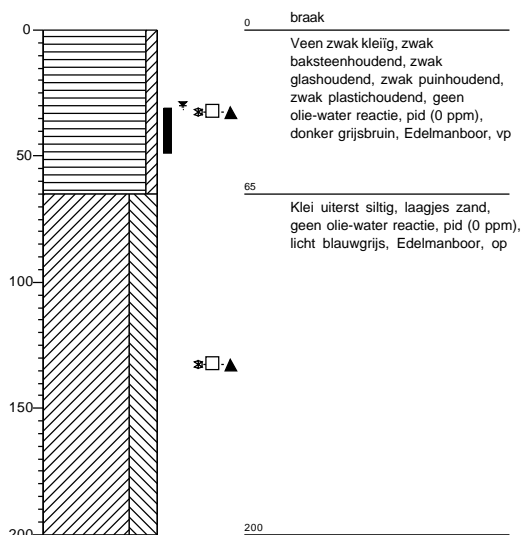 0
50
100
150
200
0
braak
Veen zwak kleiïg, zwak
baksteenhoudend, zwak
glashoudend, zwak puinhoudend,
zwak plastichoudend, geen
olie-water reactie, pid (0 ppm),
donker grijsbruin, Edelmanboor, vp
65
Klei uiterst siltig, laagjes zand,
geen olie-water reactie, pid (0 ppm),
licht blauwgrijs, Edelmanboor, op
200